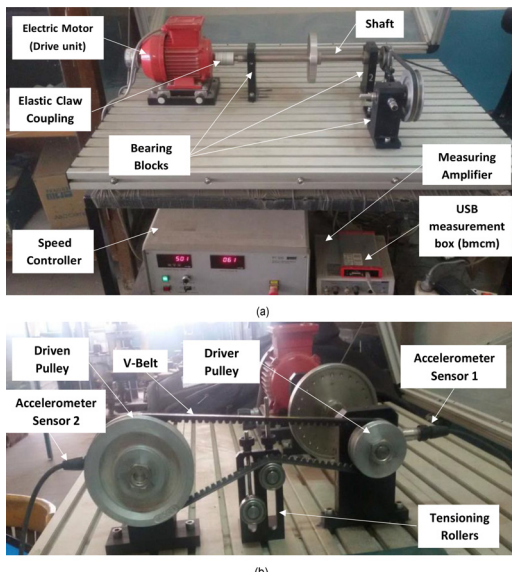 Electric Motor
(Drive unit)
Shaft
Elastic Claw
Coupling
Bearing
Blocks
Measuring
Amplifier
USB
measurement
box (bmcm)
Speed
Controller
2
(a)
Driven
Pulley
V-Belt
Driver
Pulley
Accelerometer
Sensor 1
Accelerometer
Sensor 2
Tensioning
Rollers
(b)